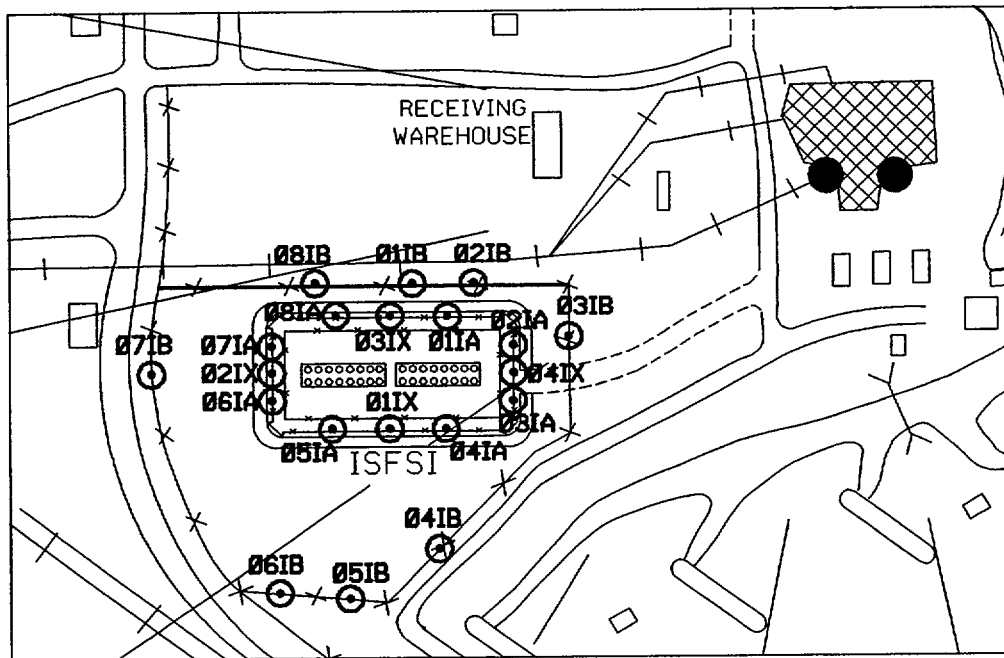 RECEIVING
WAREHOUSE
08IB
01IB
02IB
03IB
08IA
03IX
01IA
02IA
07IB
07IA
02IX
04IX
06IA
01IX
03IA
05IA
04IA
ISFSI
04IB
06IB
05IB